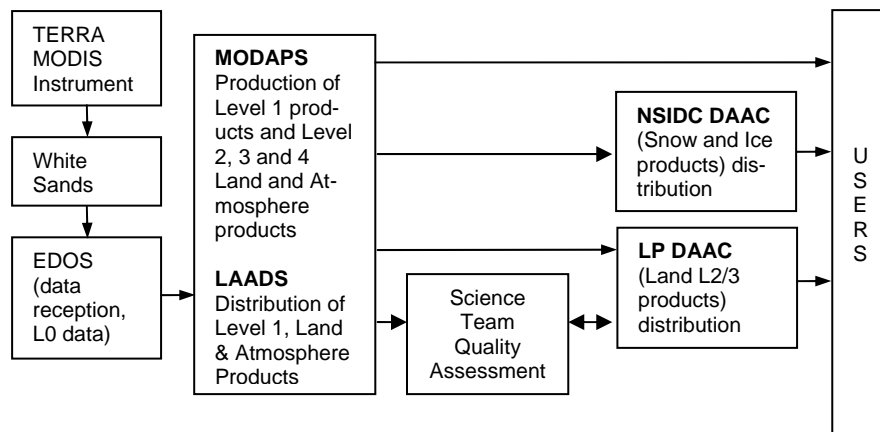 TERRA
MODIS
Instrument
White
Sands
EDOS
(data
reception,
L0 data)
MODAPS
Production of
Level 1 prod-
ucts and Level
2, 3 and 4
Land and At-
mosphere
products
LAADS
Distribution of
Level 1, Land
& Atmosphere
Products
Science
Team
Quality
Assessment
NSIDC DAAC
(Snow and Ice
products) dis-
tribution
LP DAAC
(Land L2/3
products)
distribution
U
S
E
R
S